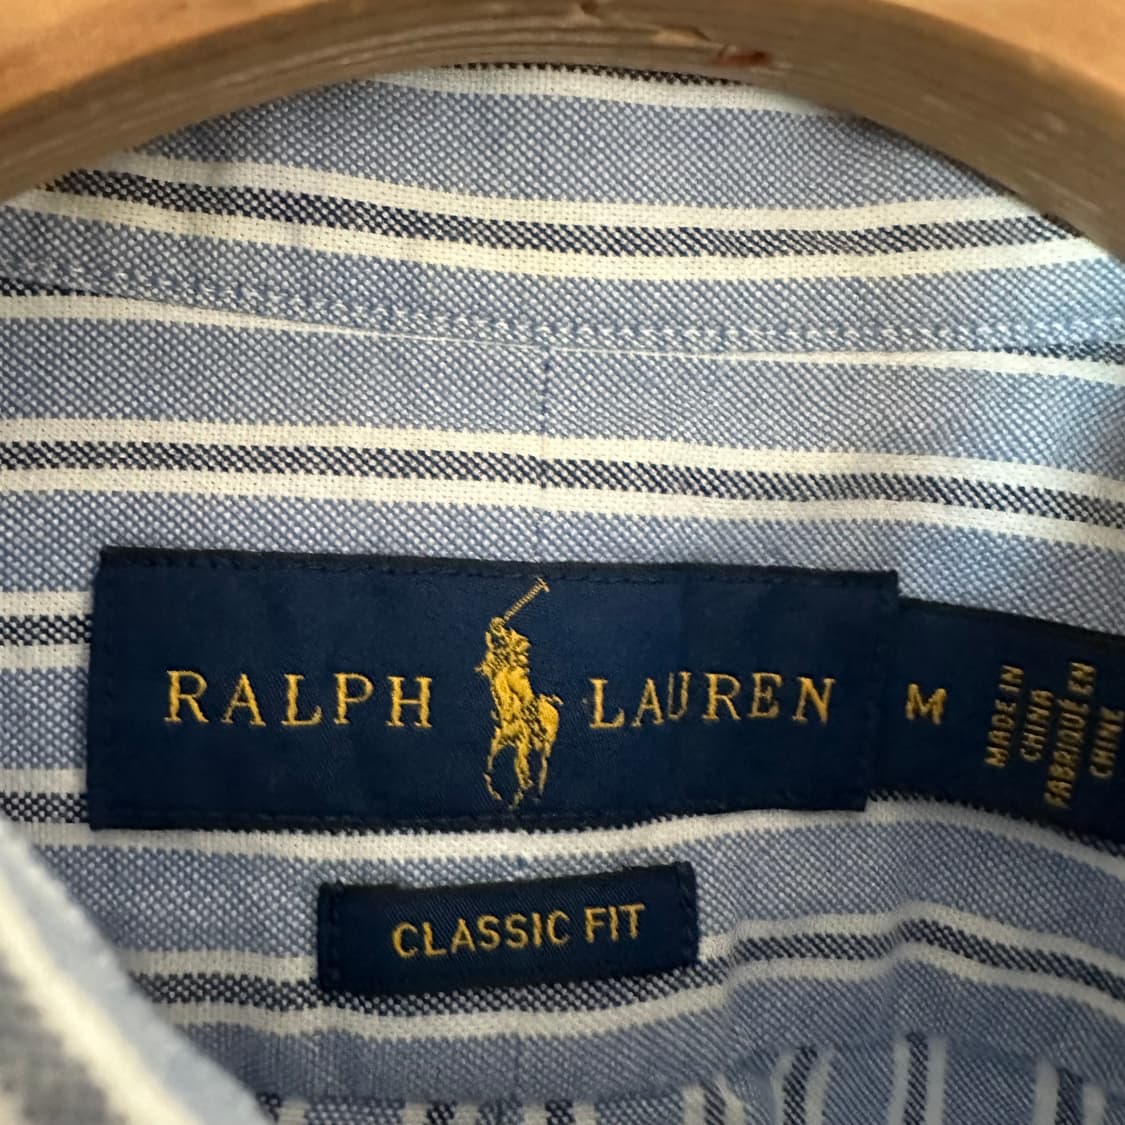 RALPH LAUREN
M
MADE IN
CHINA
FABRIQUÉ EN
CHINE
CLASSIC FIT